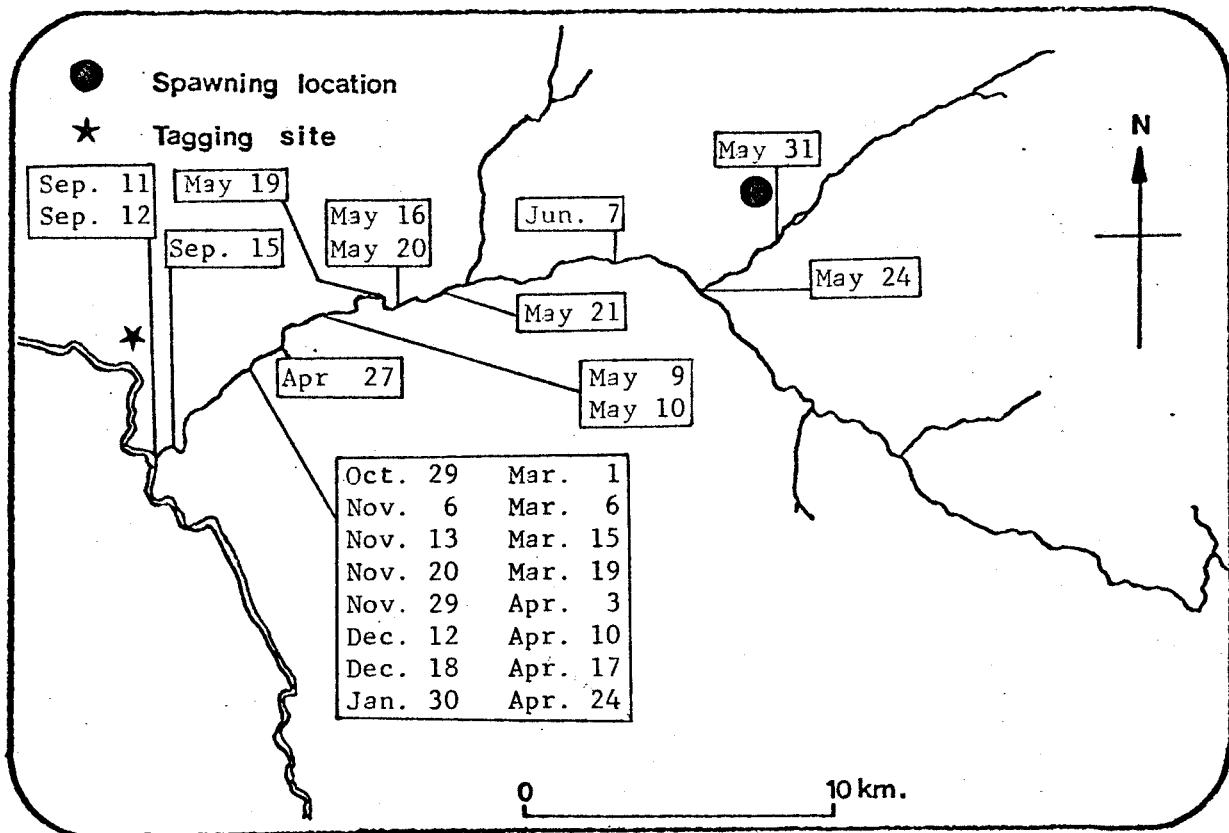 Spawning location
Tagging site
N
May 31
Sep. 11
Sep. 12
May 19
May 16
May 20
Jun. 7
Sep. 15
May 24
May 21
Apr 27
May 9
May 10
Oct. 29 Mar. 1
Nov. 6 Mar. 6
Nov. 13 Mar. 15
Nov. 20 Mar. 19
Nov. 29 Apr. 3
Dec. 12 Apr. 10
Dec. 18 Apr. 17
Jan. 30 Apr. 24
0 10 km.